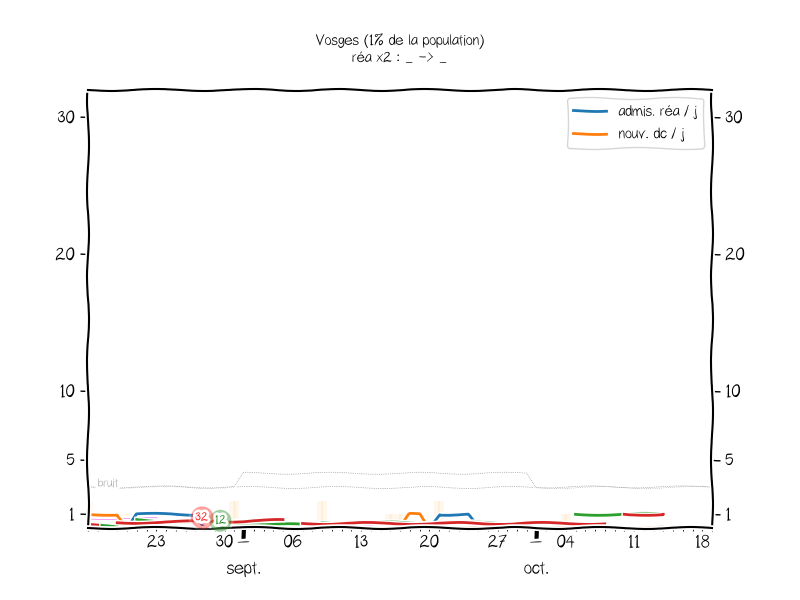 Vosges (1% de la population)
réa x2 : _ -> _
admis. réa / j
nouv. dc / j
30 30
20 20
10 10
5 5
bruit
1 32 12 1
23 30 06 13 20 27 04 11 18
sept. oct.